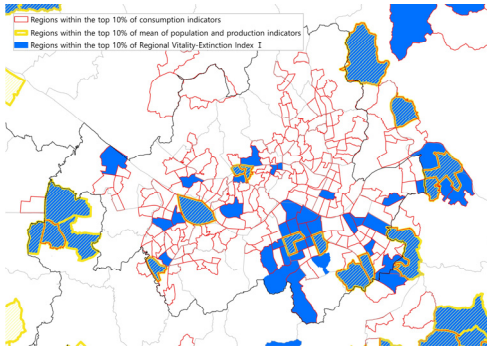 Regions within the top 10% of consumption indicators
Regions within the top 10% of mean of population and production indicators
Regions within the top 10% of Regional Vitality-Extinction Index Ⅰ